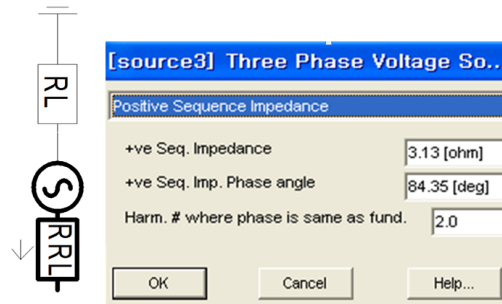 RL
S
RRL
[source3] Three Phase Voltage So..
Positive Sequence Impedance
+ve Seq. Impedance 3.13 [ohm]
+ve Seq. Imp. Phase angle 84.35 [deg]
Harm. # where phase is same as fund. 2.0
OK Cancel Help...